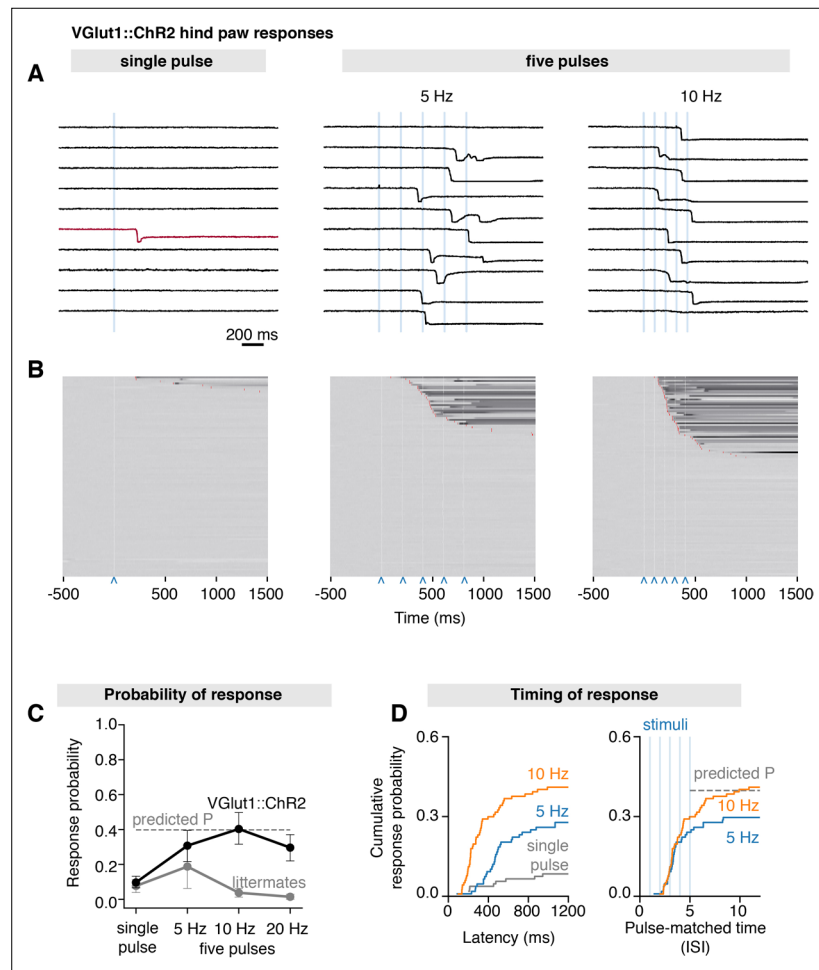 VGlut1::ChR2 hind paw responses
single pulse
five pulses
A
5 Hz
10 Hz
200 ms
B
-500 500 1000 1500
-500 500 1000 1500
-500 500 1000 1500
Time (ms)
Probability of response
Timing of response
C
D
1.0
0.8
0.6
0.4
0.2
0
Response probability
predicted P
VGlut1::ChR2
littermates
single pulse
5 Hz
10 Hz
20 Hz
five pulses
0.6
0.3
0.0
Cumulative
response probability
10 Hz
5 Hz
single
pulse
0 400 800 1200
Latency (ms)
stimuli
0.6
0.3
0.0
predicted P
10 Hz
5 Hz
0 5 10
Pulse-matched time
(ISI)